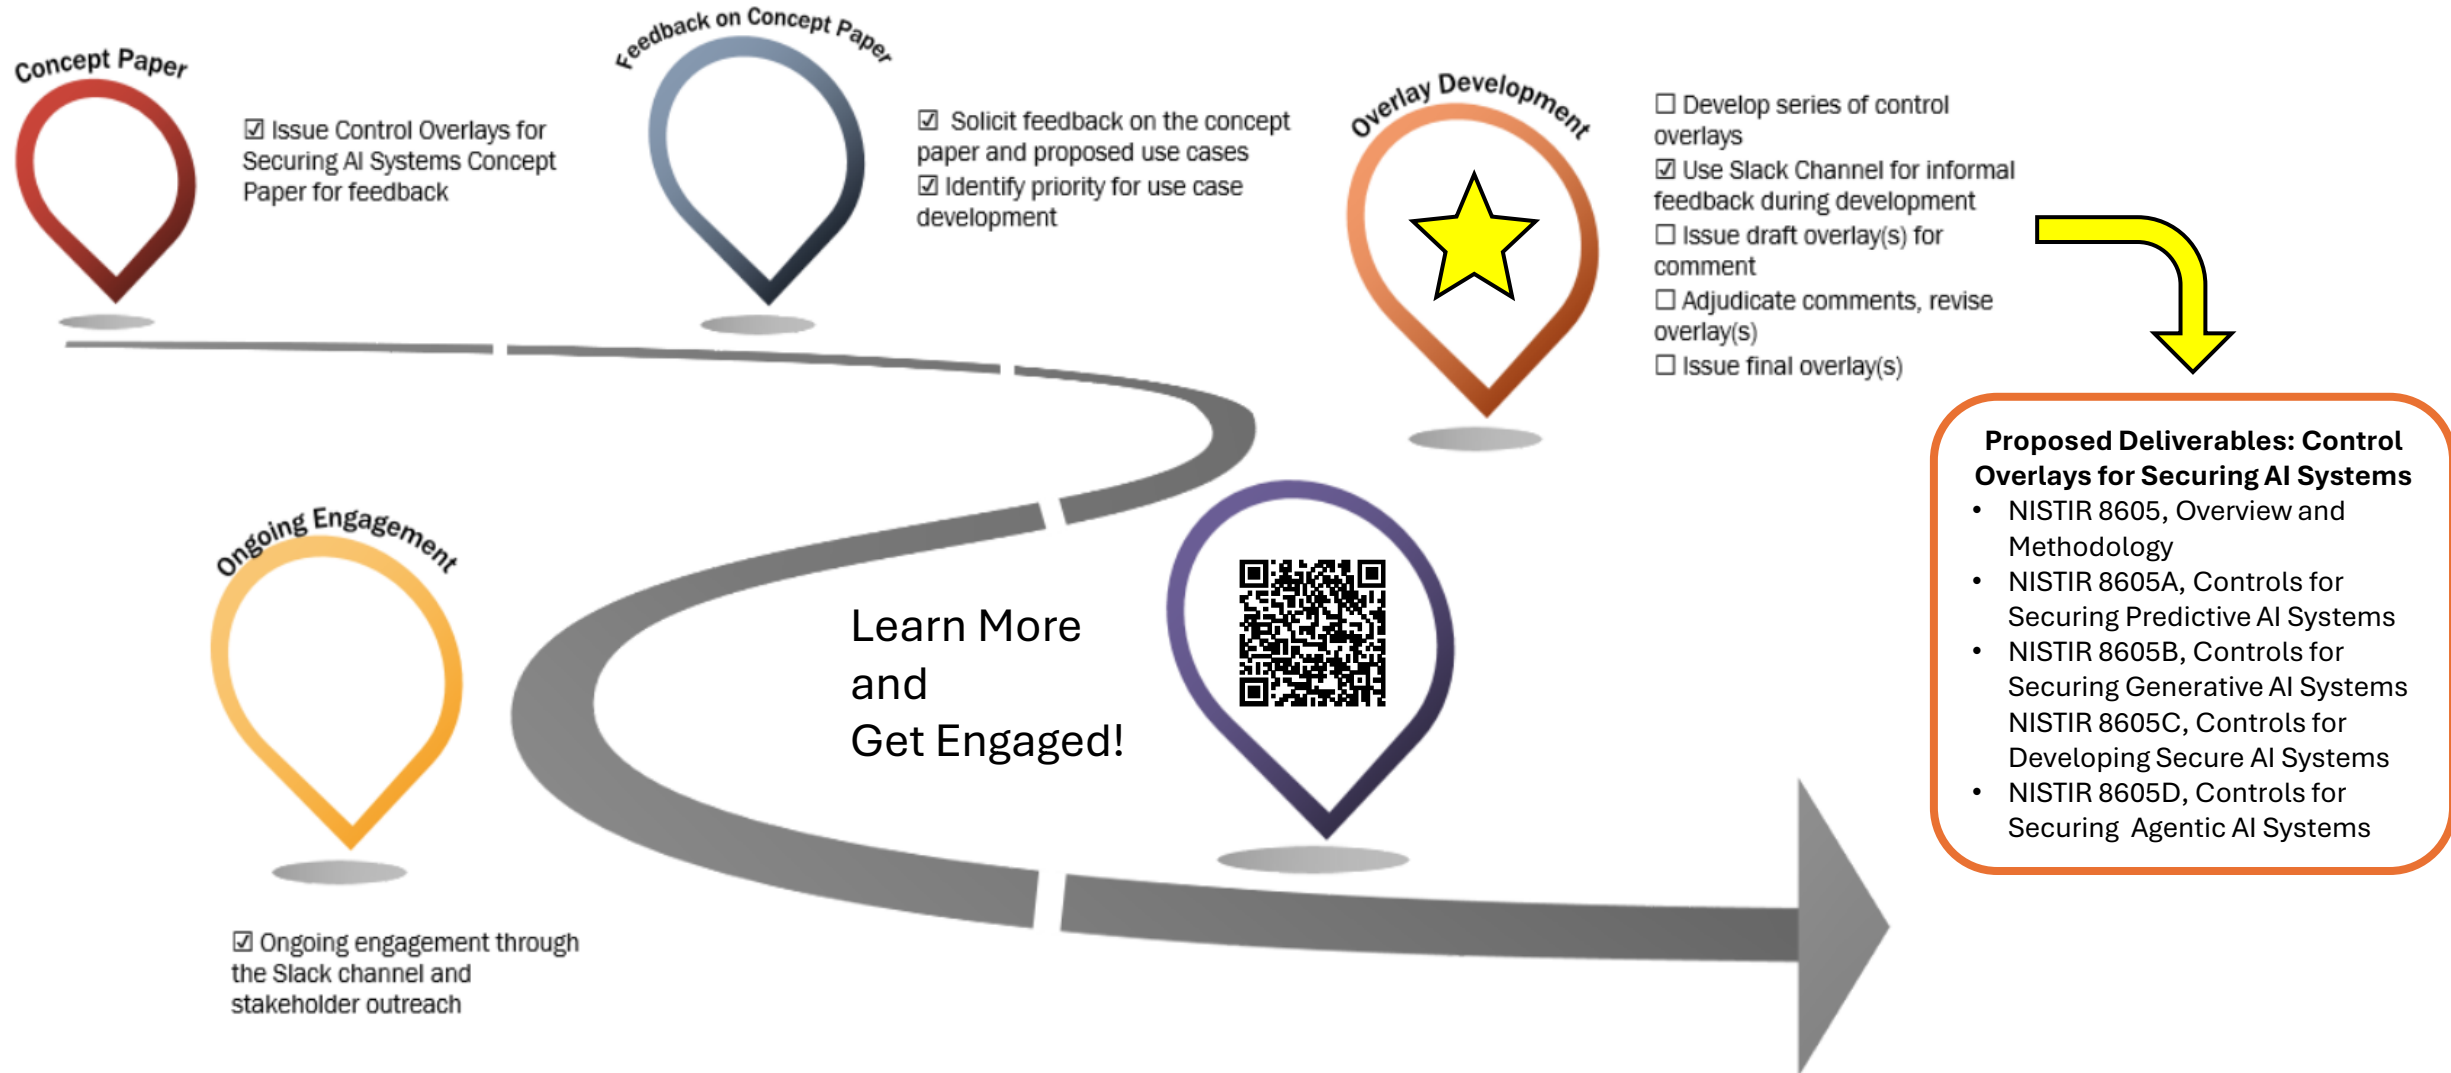 Concept Paper
☑ Issue Control Overlays for
Securing AI Systems Concept
Paper for feedback
Feedback on Concept Paper
☑ Solicit feedback on the concept
paper and proposed use cases
☑ Identify priority for use case
development
Overlay Development
☐ Develop series of control
overlays
☑ Use Slack Channel for informal
feedback during development
☐ Issue draft overlay(s) for
comment
☐ Adjudicate comments, revise
overlay(s)
☐ Issue final overlay(s)
Proposed Deliverables: Control
Overlays for Securing AI Systems
• NISTIR 8605, Overview and
Methodology
• NISTIR 8605A, Controls for
Securing Predictive AI Systems
• NISTIR 8605B, Controls for
Securing Generative AI Systems
NISTIR 8605C, Controls for
Developing Secure AI Systems
• NISTIR 8605D, Controls for
Securing  Agentic AI Systems
Learn More
and
Get Engaged!
Ongoing Engagement
☑ Ongoing engagement through
the Slack channel and
stakeholder outreach